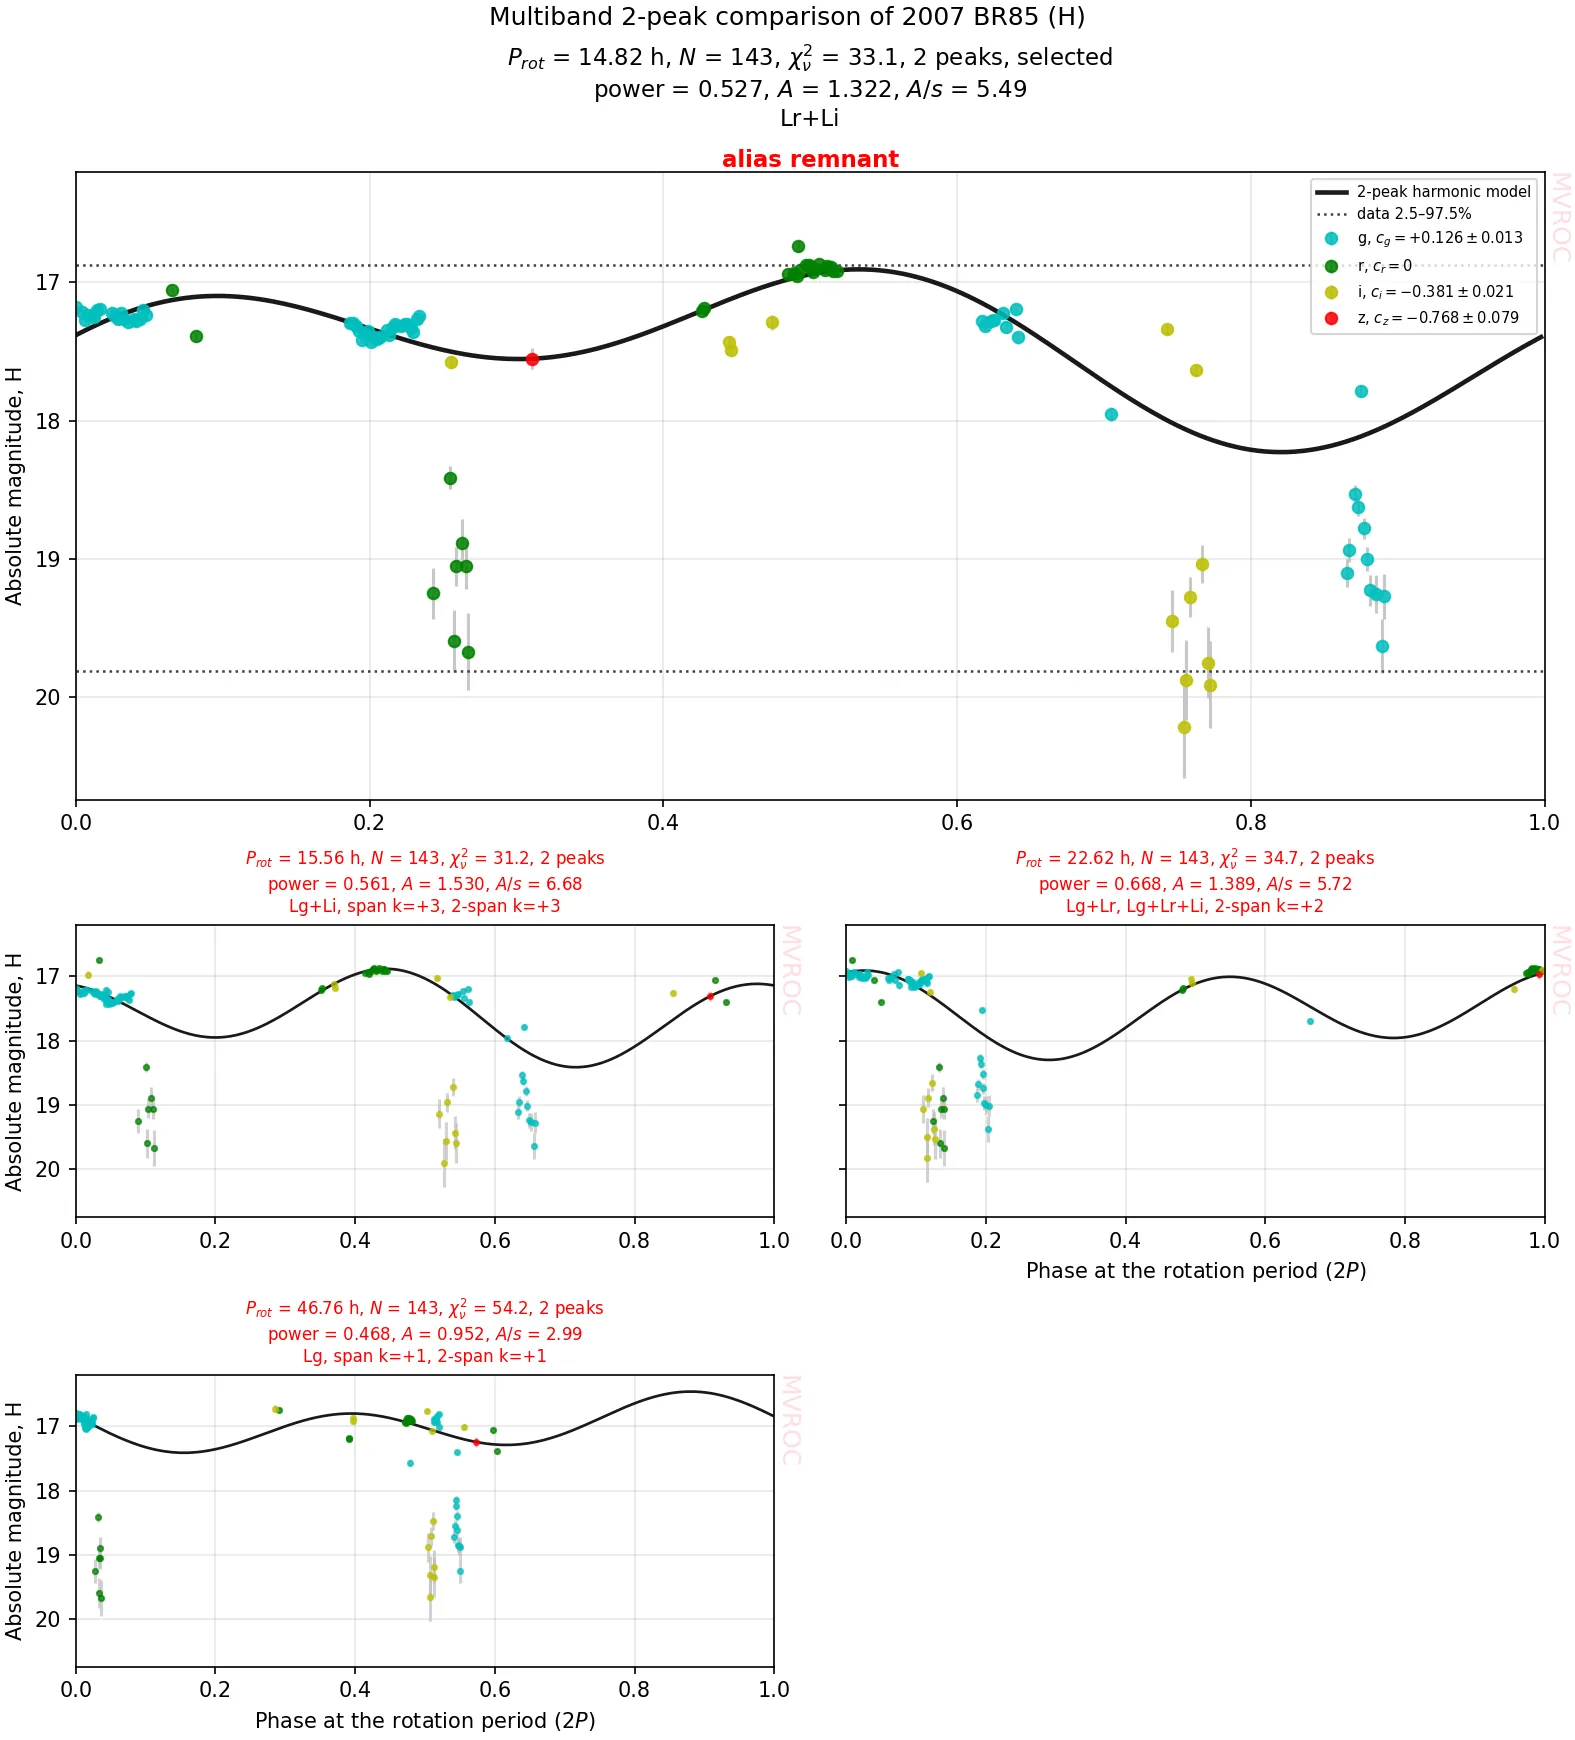 Multiband 2-peak comparison of 2007 BR85 (H)
P_rot = 14.82 h, N = 143, χ²_ν = 33.1, 2 peaks, selected
power = 0.527, A = 1.322, A/s = 5.49
Lr+Li
alias remnant
2-peak harmonic model
data 2.5–97.5%
g, c_g = +0.126 ± 0.013
r, c_r = 0
i, c_i = −0.381 ± 0.021
z, c_z = −0.768 ± 0.079
MVROC
Absolute magnitude, H
17
18
19
20
0.0 0.2 0.4 0.6 0.8 1.0
P_rot = 15.56 h, N = 143, χ²_ν = 31.2, 2 peaks
power = 0.561, A = 1.530, A/s = 6.68
Lg+Li, span k=+3, 2-span k=+3
MVROC
Absolute magnitude, H
17
18
19
20
0.0 0.2 0.4 0.6 0.8 1.0
P_rot = 22.62 h, N = 143, χ²_ν = 34.7, 2 peaks
power = 0.668, A = 1.389, A/s = 5.72
Lg+Lr, Lg+Lr+Li, 2-span k=+2
MVROC
0.0 0.2 0.4 0.6 0.8 1.0
Phase at the rotation period (2P)
P_rot = 46.76 h, N = 143, χ²_ν = 54.2, 2 peaks
power = 0.468, A = 0.952, A/s = 2.99
Lg, span k=+1, 2-span k=+1
MVROC
Absolute magnitude, H
17
18
19
20
0.0 0.2 0.4 0.6 0.8 1.0
Phase at the rotation period (2P)